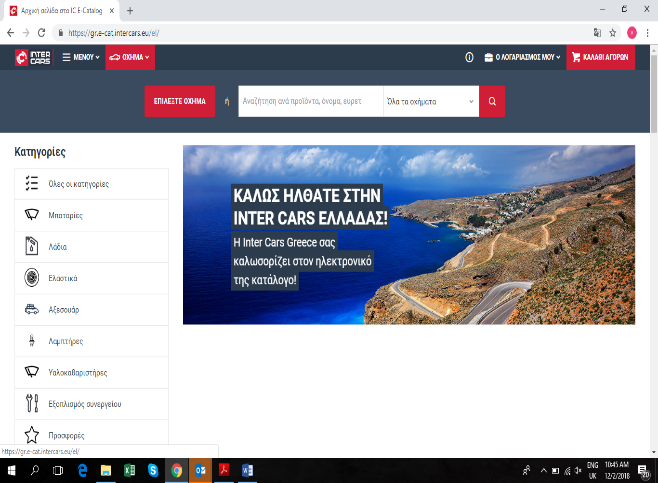 Αρχική σελίδα στο IC E-Catalog
https://gr.e-cat.intercars.eu/el/
INTER CARS
ΜΕΝΟΥ
ΟΧΗΜΑ
Ο ΛΟΓΑΡΙΑΣΜΟΣ ΜΟΥ
ΚΑΛΑΘΙ ΑΓΟΡΩΝ
ΕΠΙΛΕΞΤΕ ΟΧΗΜΑ
ή
Αναζήτηση ανά προϊόντα, όνομα, ευρετ
Όλα τα οχήματα
Κατηγορίες
Όλες οι κατηγορίες
Μπαταρίες
Λάδια
Ελαστικά
Αξεσουάρ
Λαμπτήρες
Υαλοκαθαριστήρες
Εξοπλισμός συνεργείου
Προσφορές
ΚΑΛΩΣ ΗΛΘΑΤΕ ΣΤΗΝ
INTER CARS ΕΛΛΑΔΑΣ!
Η Inter Cars Greece σας
καλωσορίζει στον ηλεκτρονικό
της κατάλογο!
https://gr.e-cat.intercars.eu/el/
ENG
UK
10:45 AM
12/2/2018
20